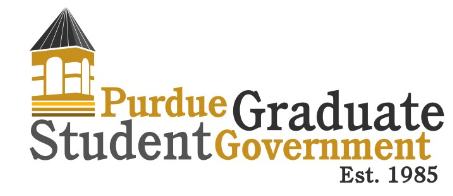 Purdue Graduate
Student Government
Est. 1985